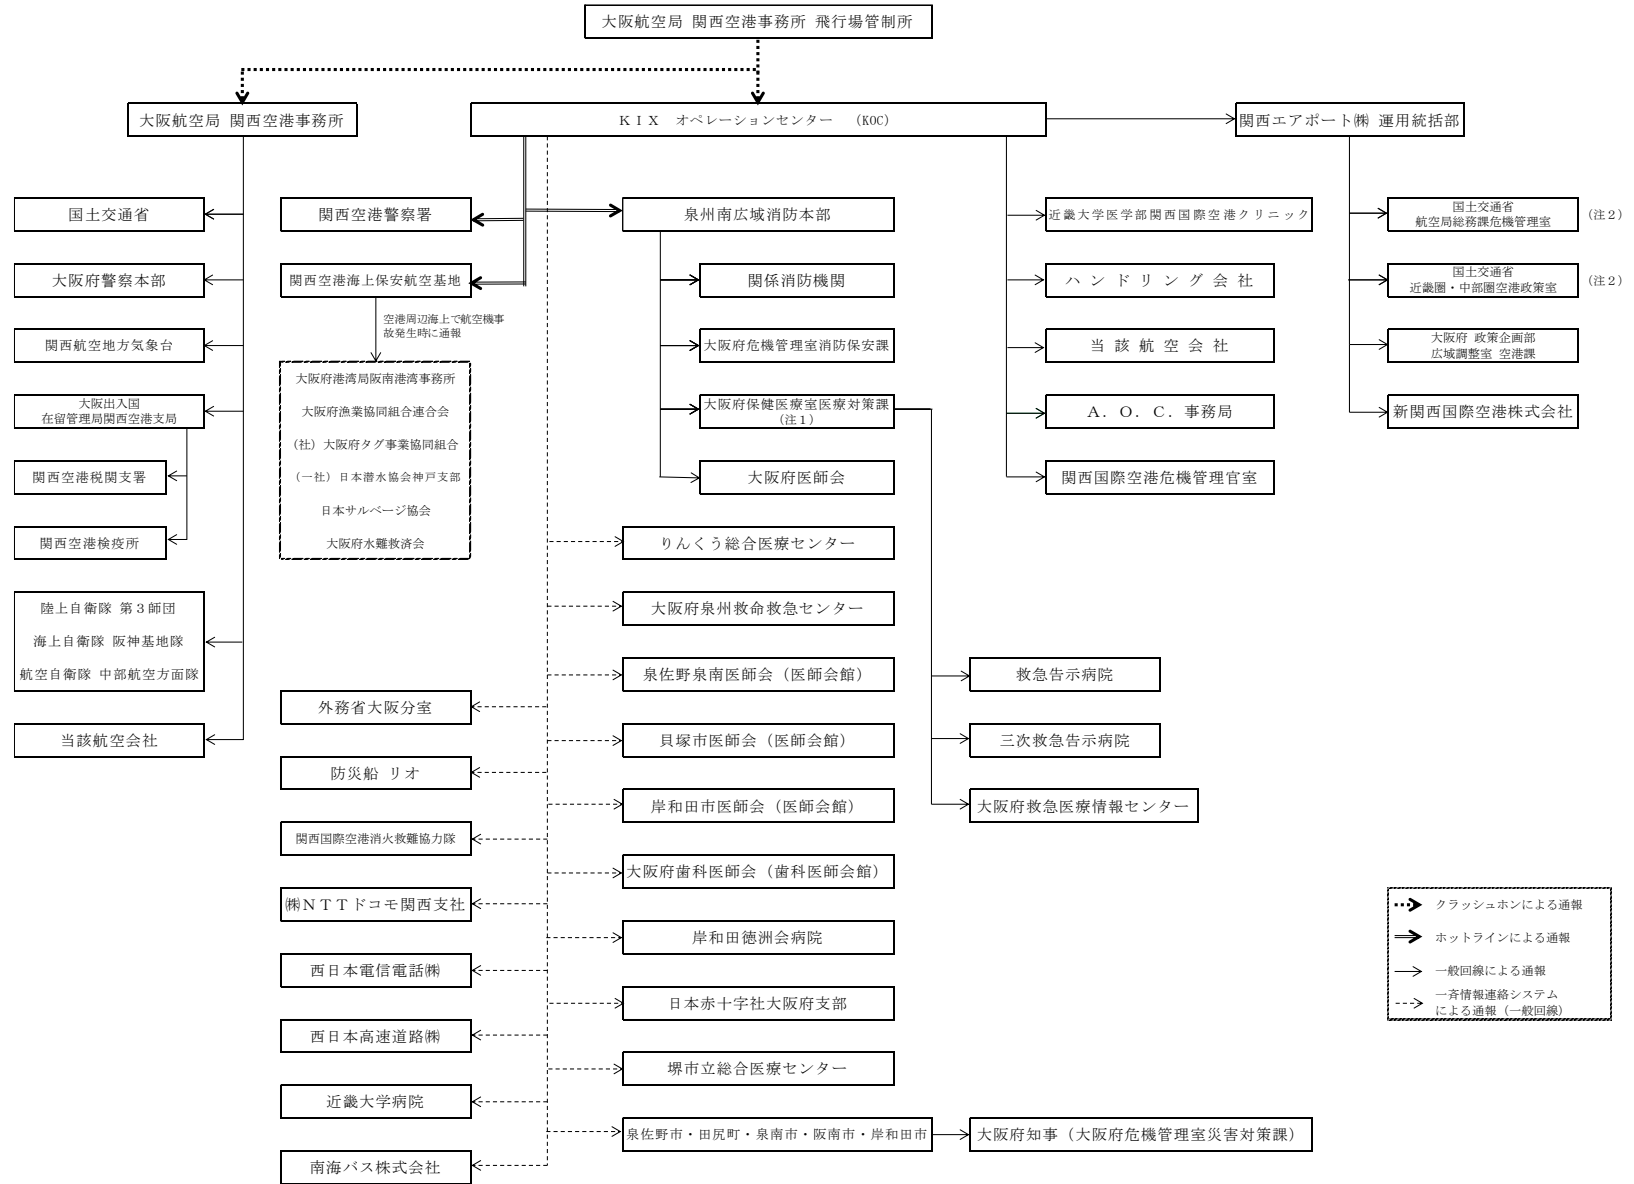 大阪航空局 関西空港事務所 飛行場管制所
大阪航空局 関西空港事務所
ＫＩＸ オペレーションセンター （KOC）
関西エアポート㈱ 運用統括部
国土交通省
大阪府警察本部
関西航空地方気象台
大阪出入国
在留管理局関西空港支局
関西空港税関支署
関西空港検疫所
陸上自衛隊 第３師団
海上自衛隊 阪神基地隊
航空自衛隊 中部航空方面隊
当該航空会社
関西空港警察署
関西空港海上保安航空基地
空港周辺海上で航空機事
故発生時に通報
大阪府港湾局阪南港湾事務所
大阪府漁業協同組合連合会
（社）大阪府タグ事業協同組合
（一社）日本潜水協会神戸支部
日本サルベージ協会
大阪府水難救済会
外務省大阪分室
防災船 リオ
関西国際空港消火救難協力隊
㈱ＮＴＴドコモ関西支社
西日本電信電話㈱
西日本高速道路㈱
近畿大学病院
南海バス株式会社
泉州南広域消防本部
関係消防機関
大阪府危機管理室消防保安課
大阪府保健医療室医療対策課
（注１）
大阪府医師会
りんくう総合医療センター
大阪府泉州救命救急センター
泉佐野泉南医師会（医師会館）
貝塚市医師会（医師会館）
岸和田市医師会（医師会館）
大阪府歯科医師会（歯科医師会館）
岸和田徳洲会病院
日本赤十字社大阪府支部
堺市立総合医療センター
泉佐野市・田尻町・泉南市・阪南市・岸和田市
大阪府知事（大阪府危機管理室災害対策課）
救急告示病院
三次救急告示病院
大阪府救急医療情報センター
近畿大学医学部関西国際空港クリニック
ハンドリング会社
当該航空会社
Ａ．Ｏ．Ｃ．事務局
関西国際空港危機管理官室
国土交通省
航空局総務課危機管理室
（注２）
国土交通省
近畿圏・中部圏空港政策室
（注２）
大阪府 政策企画部
広域調整室 空港課
新関西国際空港株式会社
クラッシュホンによる通報
ホットラインによる通報
一般回線による通報
一斉情報連絡システム
による通報（一般回線）